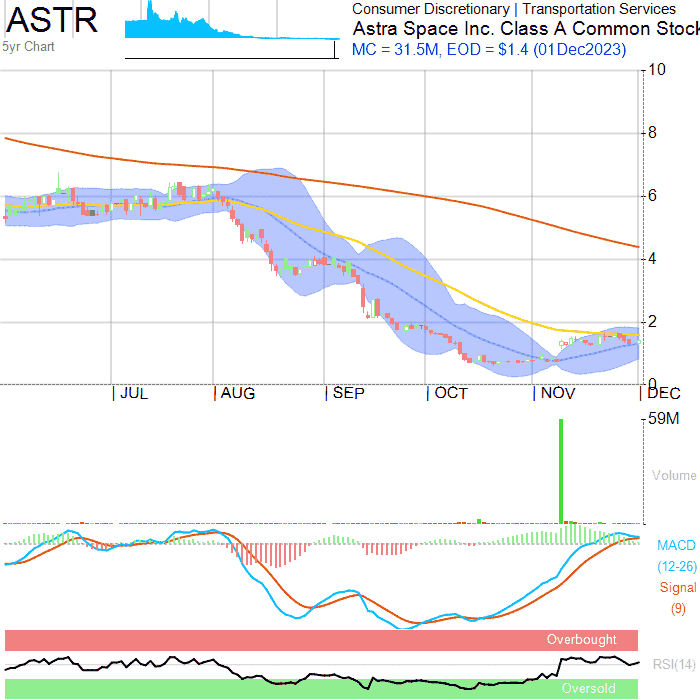 ASTR
5yr Chart
Consumer Discretionary | Transportation Services
Astra Space Inc. Class A Common Stock
MC = 31.5M, EOD = $1.4 (01Dec2023)
10
8
6
4
2
0
JUL
AUG
SEP
OCT
NOV
DEC
59M
Volume
MACD
(12-26)
Signal
(9)
Overbought
RSI(14)
Oversold